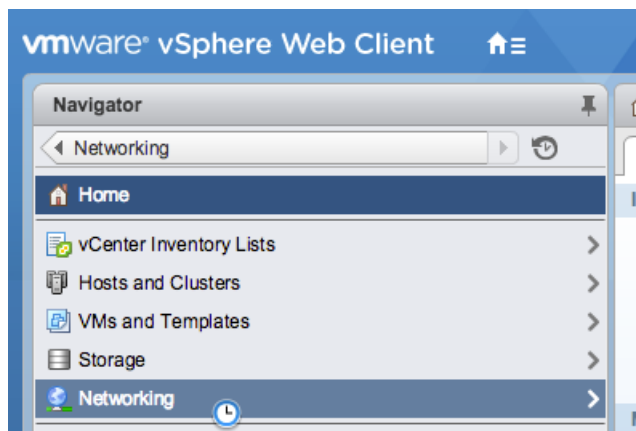 vmware® vSphere Web Client
Navigator
Networking
Home
vCenter Inventory Lists
Hosts and Clusters
VMs and Templates
Storage
Networking